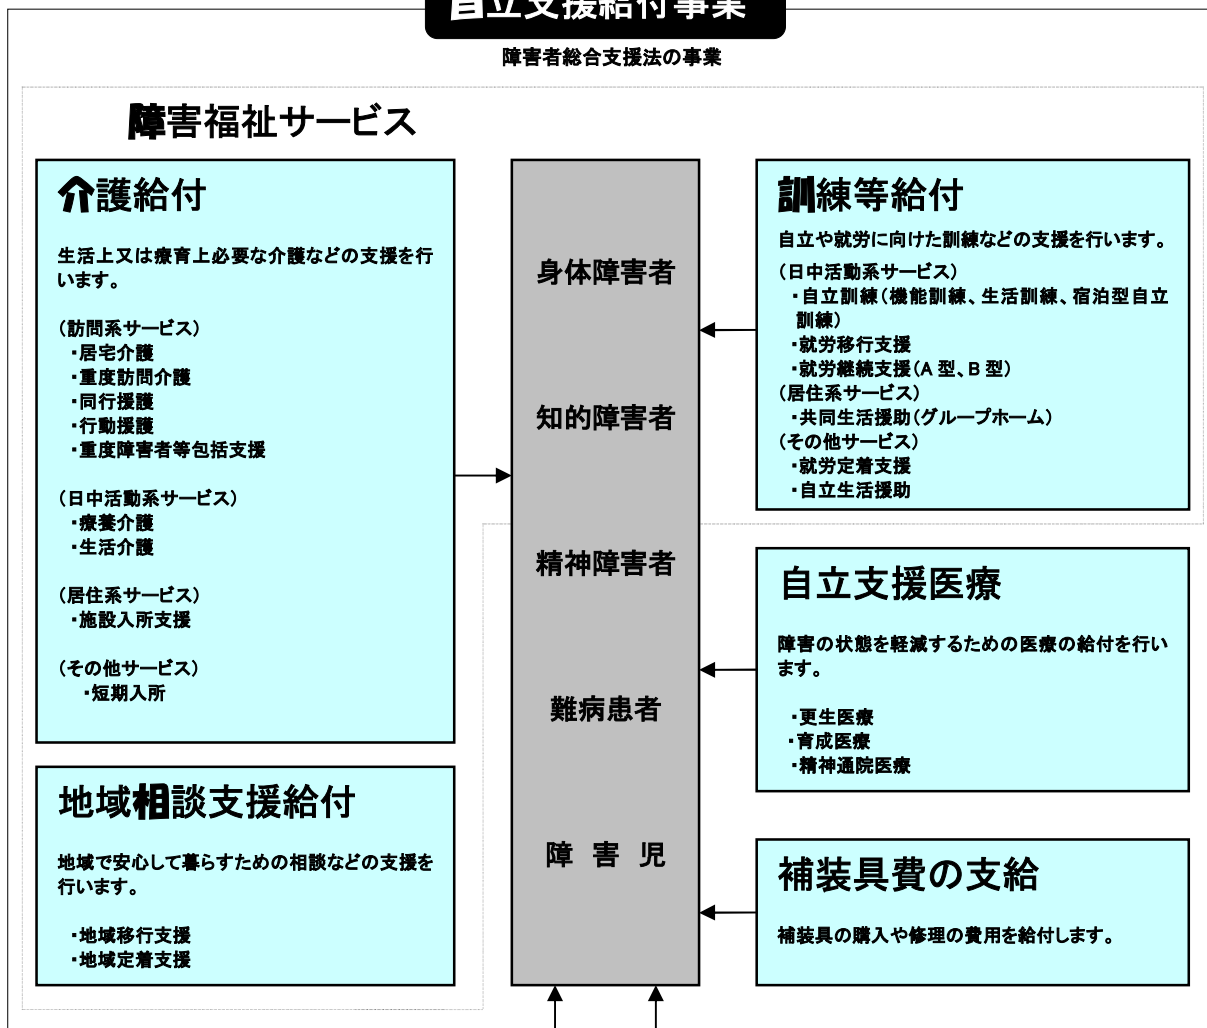 自立支援給付事業
障害者総合支援法の事業
障害福祉サービス
介護給付
生活上又は療育上必要な介護などの支援を行
います。
（訪問系サービス）
・居宅介護
・重度訪問介護
・同行援護
・行動援護
・重度障害者等包括支援
（日中活動系サービス）
・療養介護
・生活介護
（居住系サービス）
・施設入所支援
（その他サービス）
・短期入所
地域相談支援給付
地域で安心して暮らすための相談などの支援を
行います。
・地域移行支援
・地域定着支援
身体障害者
知的障害者
精神障害者
難病患者
障 害 児
訓練等給付
自立や就労に向けた訓練などの支援を行います。
（日中活動系サービス）
・自立訓練（機能訓練、生活訓練、宿泊型自立
訓練）
・就労移行支援
・就労継続支援（A 型、B 型）
（居住系サービス）
・共同生活援助（グループホーム）
（その他サービス）
・就労定着支援
・自立生活援助
自立支援医療
障害の状態を軽減するための医療の給付を行い
ます。
・更生医療
・育成医療
・精神通院医療
補装具費の支給
補装具の購入や修理の費用を給付します。